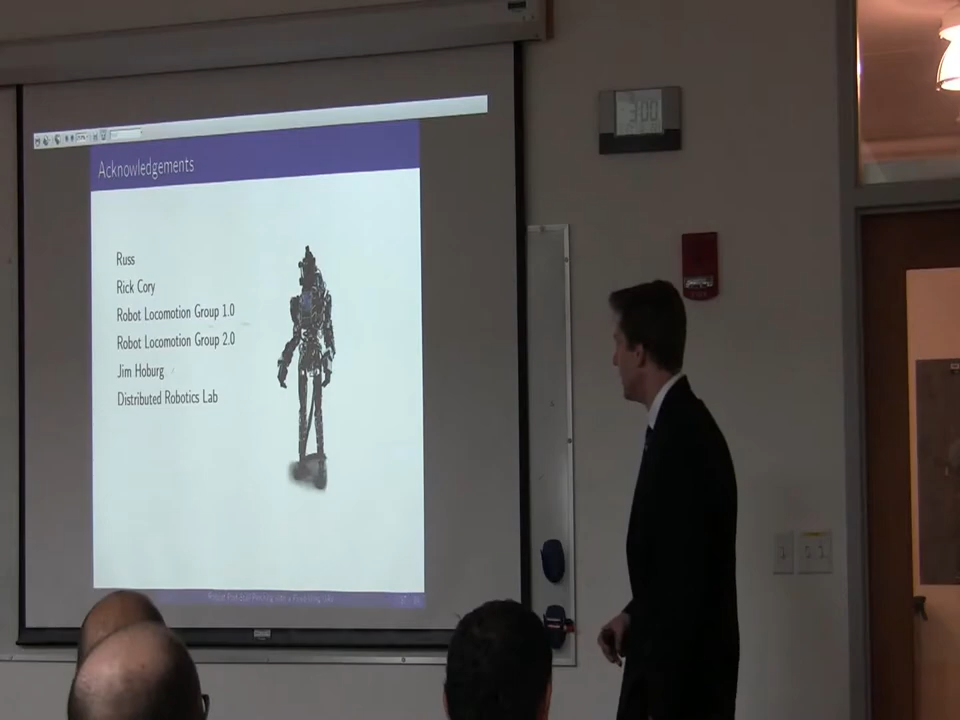 3:00
Acknowledgements
Russ
Rick Cory
Robot Locomotion Group 1.0
Robot Locomotion Group 2.0
Jim Hoburg
Distributed Robotics Lab